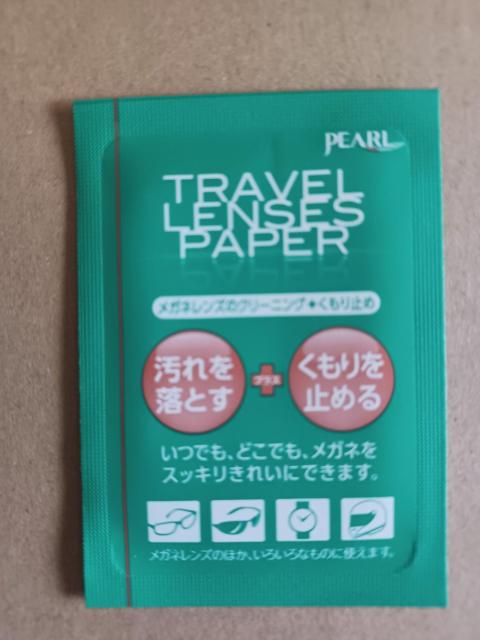 PEARL
TRAVEL
LENSES
PAPER
メガネレンズのクリーニング+くもり止め
汚れを
落とす
プラス
くもりを
止める
いつでも、どこでも、メガネを
スッキリきれいにできます。
メガネレンズのほか、いろいろなものに使えます。